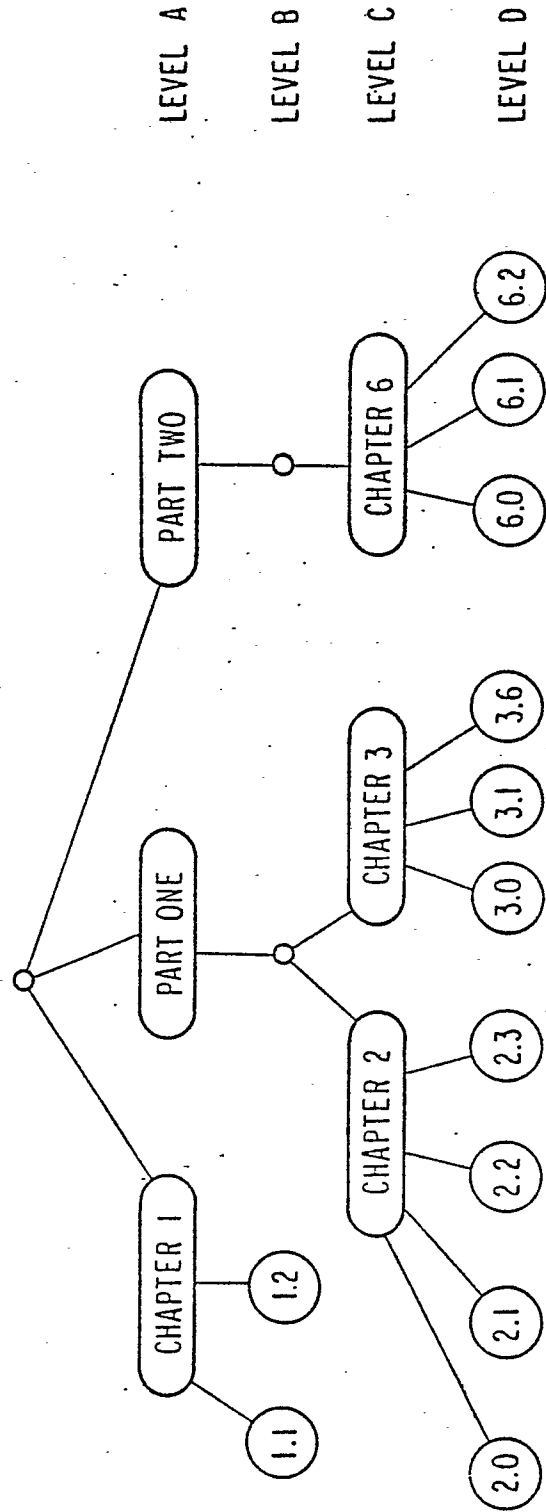 CHAPTER 1
PART ONE
PART TWO
LEVEL A
1.1
1.2
LEVEL B
CHAPTER 2
CHAPTER 3
CHAPTER 6
LEVEL C
2.0
2.1
2.2
2.3
3.0
3.1
3.6
6.0
6.1
6.2
LEVEL D